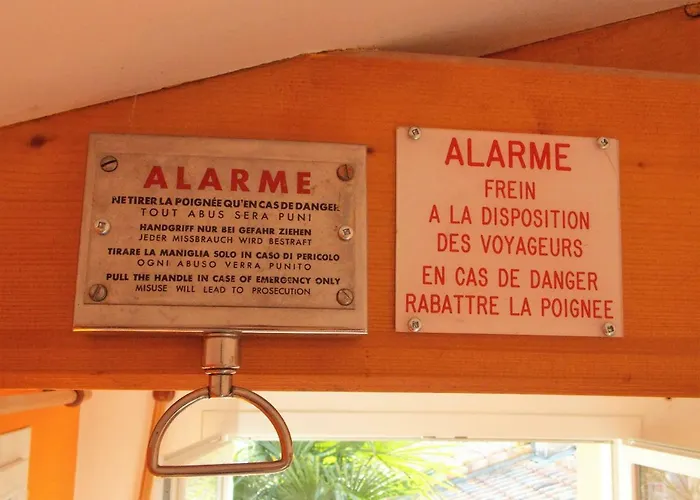 ALARME
NE TIRER LA POIGNEE QU'EN CAS DE DANGER
TOUT ABUS SERA PUNI
HANDGRIFF NUR BEI GEFAHR ZIEHEN
JEDER MISSBRAUCH WIRD BESTRAFT
TIRARE LA MANIGLIA SOLO IN CASO DI PERICOLO
OGNI ABUSO VERRA PUNITO
PULL THE HANDLE IN CASE OF EMERGENCY ONLY
MISUSE WILL LEAD TO PROSECUTION
ALARME
FREIN
A LA DISPOSITION
DES VOYAGEURS
EN CAS DE DANGER
RABATTRE LA POIGNEE